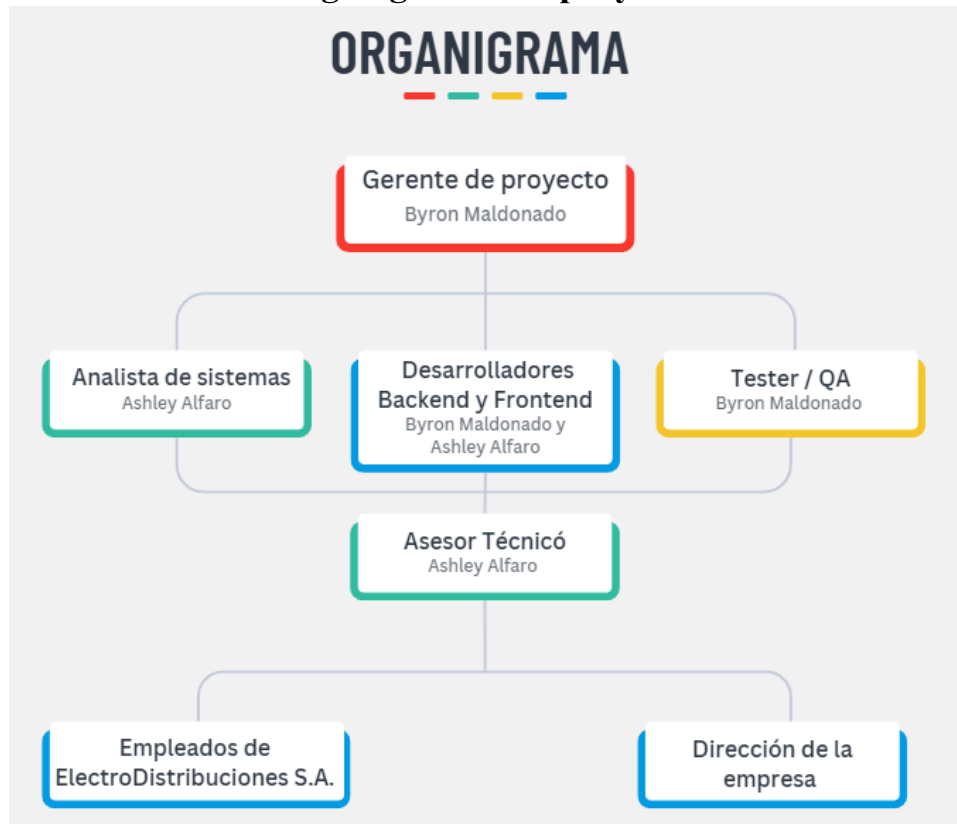 ORGANIGRAMA
Gerente de proyecto
Byron Maldonado
Analista de sistemas
Ashley Alfaro
Desarrolladores
Backend y Frontend
Byron Maldonado y
Ashley Alfaro
Tester / QA
Byron Maldonado
Asesor Técnicó
Ashley Alfaro
Empleados de
ElectroDistribuciones S.A.
Dirección de la
empresa